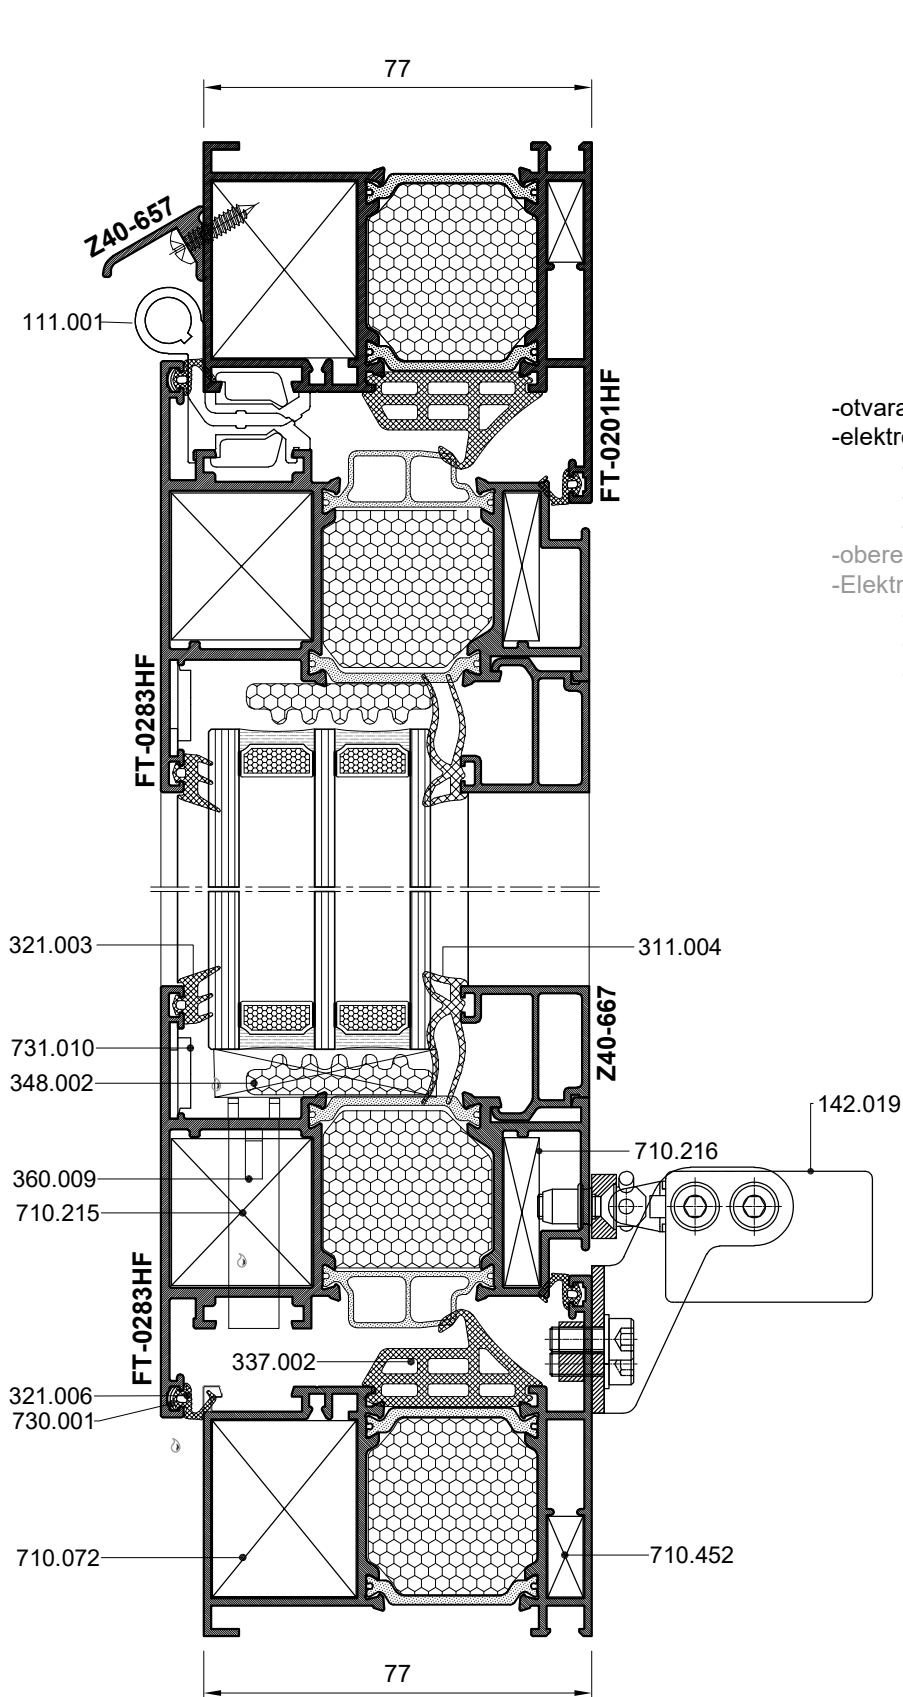 77
Z40-657
111.001
FT-0201HF
-otvara
-elektro
-obere
-Elektr
FT-0283HF
321.003
311.004
731.010
348.002
Z40-667
142.019
710.216
360.009
710.215
FT-0283HF
337.002
321.006
730.001
710.072
710.452
77